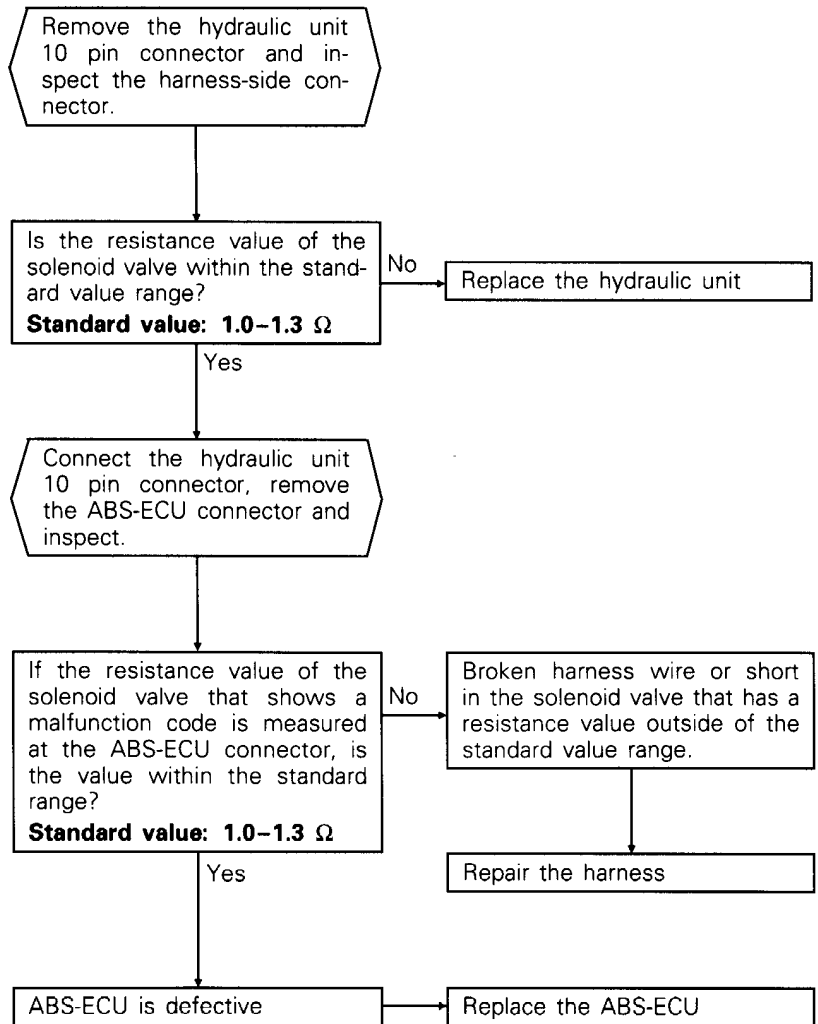 Remove the hydraulic unit
10 pin connector and in-
spect the harness-side con-
nector.
Is the resistance value of the
solenoid valve within the stand-
ard value range?
Standard value: 1.0–1.3 Ω
No
Replace the hydraulic unit
Yes
Connect the hydraulic unit
10 pin connector, remove
the ABS-ECU connector and
inspect.
If the resistance value of the
solenoid valve that shows a
malfunction code is measured
at the ABS-ECU connector, is
the value within the standard
range?
Standard value: 1.0–1.3 Ω
No
Broken harness wire or short
in the solenoid valve that has a
resistance value outside of the
standard value range.
Repair the harness
Yes
ABS-ECU is defective
Replace the ABS-ECU